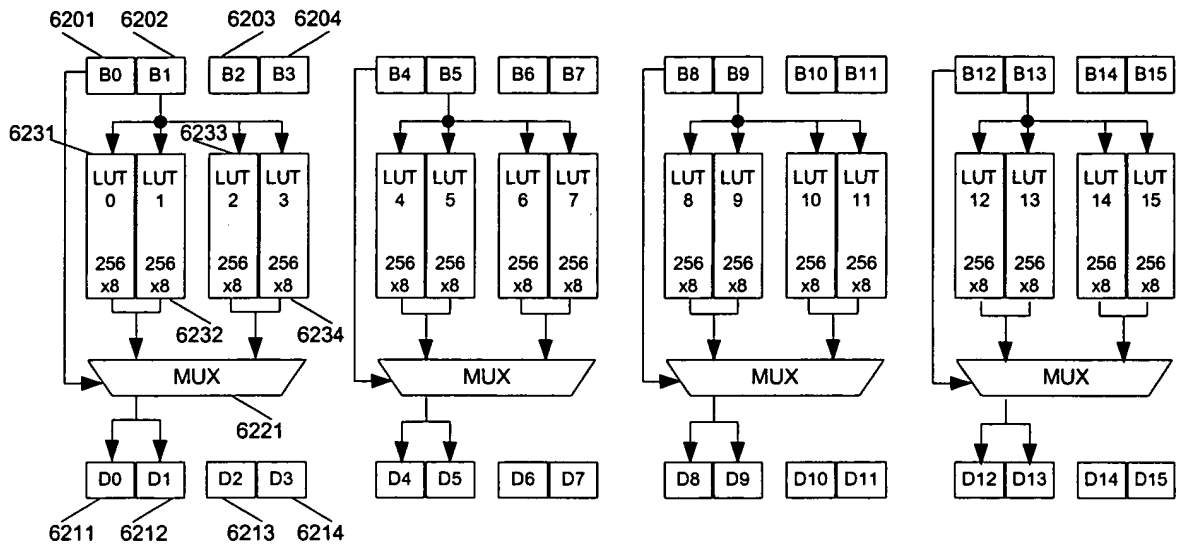 6201 6202 6203 6204
B0 B1 B2 B3 B4 B5 B6 B7 B8 B9 B10 B11 B12 B13 B14 B15
6231 6233
LUT LUT LUT LUT LUT LUT LUT LUT LUT LUT LUT LUT LUT LUT LUT LUT
0 1 2 3 4 5 6 7 8 9 10 11 12 13 14 15
256 256 256 256 256 256 256 256 256 256 256 256 256 256 256 256
x8 x8 x8 x8 x8 x8 x8 x8 x8 x8 x8 x8 x8 x8 x8 x8
6232 6234
MUX MUX MUX MUX
6221
D0 D1 D2 D3 D4 D5 D6 D7 D8 D9 D10 D11 D12 D13 D14 D15
6211 6212 6213 6214